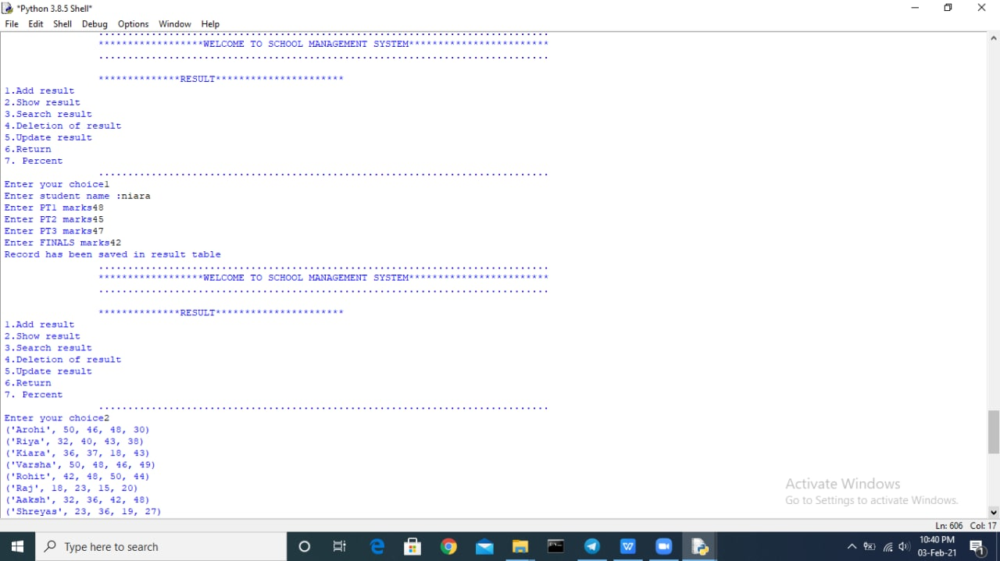 *Python 3.8.5 Shell*
File Edit Shell Debug Options Window Help
..............................................................................
******************WELCOME TO SCHOOL MANAGEMENT SYSTEM************************
..............................................................................
**************RESULT**********************
1.Add result
2.Show result
3.Search result
4.Deletion of result
5.Update result
6.Return
7. Percent
..............................................................................
Enter your choice1
Enter student name :niara
Enter PT1 marks48
Enter PT2 marks45
Enter PT3 marks47
Enter FINALS marks42
Record has been saved in result table
..............................................................................
******************WELCOME TO SCHOOL MANAGEMENT SYSTEM************************
..............................................................................
**************RESULT**********************
1.Add result
2.Show result
3.Search result
4.Deletion of result
5.Update result
6.Return
7. Percent
..............................................................................
Enter your choice2
('Arohi', 50, 46, 48, 30)
('Riya', 32, 40, 43, 38)
('Kiara', 36, 37, 18, 43)
('Varsha', 50, 48, 46, 49)
('Rohit', 42, 48, 50, 44)
('Raj', 18, 23, 15, 20)
('Aaksh', 32, 36, 42, 48)
('Shreyas', 23, 36, 19, 27)
Activate Windows
Go to Settings to activate Windows.
Ln: 606 Col: 17
Type here to search
10:40 PM
03-Feb-21
1